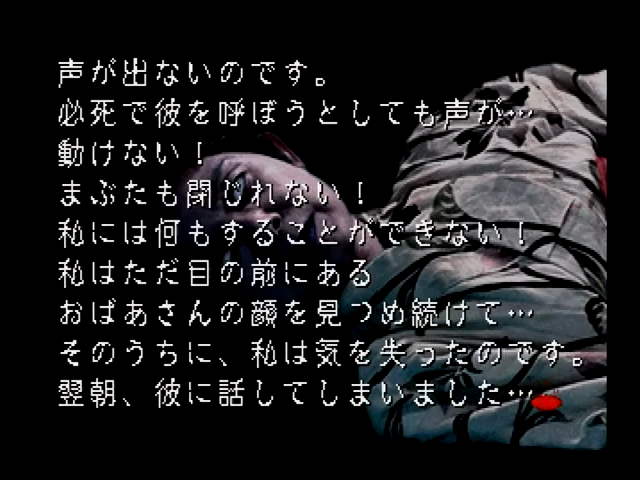 声が出ないのです。
必死で彼を呼ぼうとしても声が…
動けない！
まぶたも閉じれない！
私には何もすることができない！
私はただ目の前にある
おばあさんの顔を見つめ続けて…
そのうちに、私は気を失ったのです。
翌朝、彼に話してしまいました…